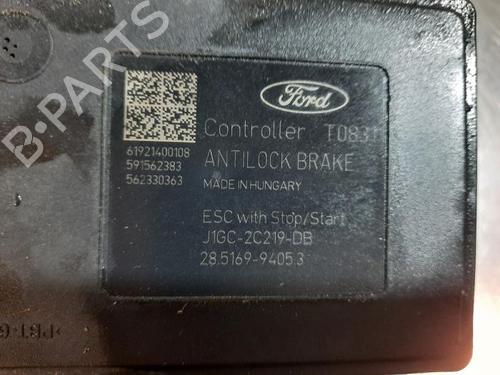 Ford
Controller T0831
ANTILOCK BRAKE
MADE IN HUNGARY
61921400108
591562383
562330363
ESC with Stop/Start
J1GC-2C219-DB
28.5169-9405.3
B-PARTS